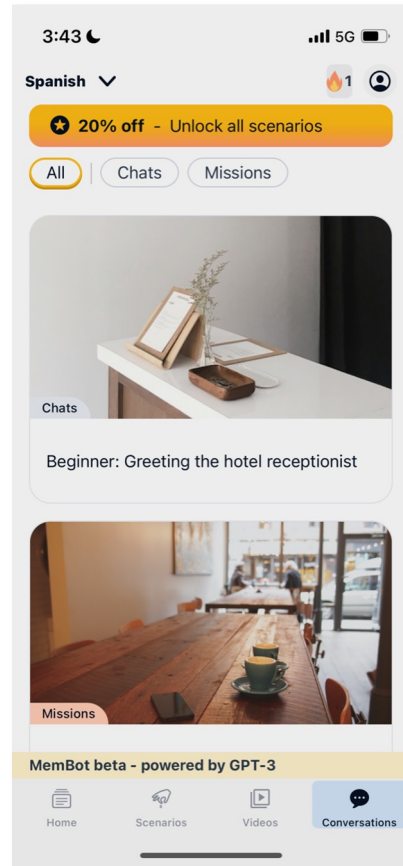 3:43 5G
Spanish 1
20% off - Unlock all scenarios
All Chats Missions
Chats
Beginner: Greeting the hotel receptionist
Missions
MemBot beta - powered by GPT-3
Home Scenarios Videos Conversations